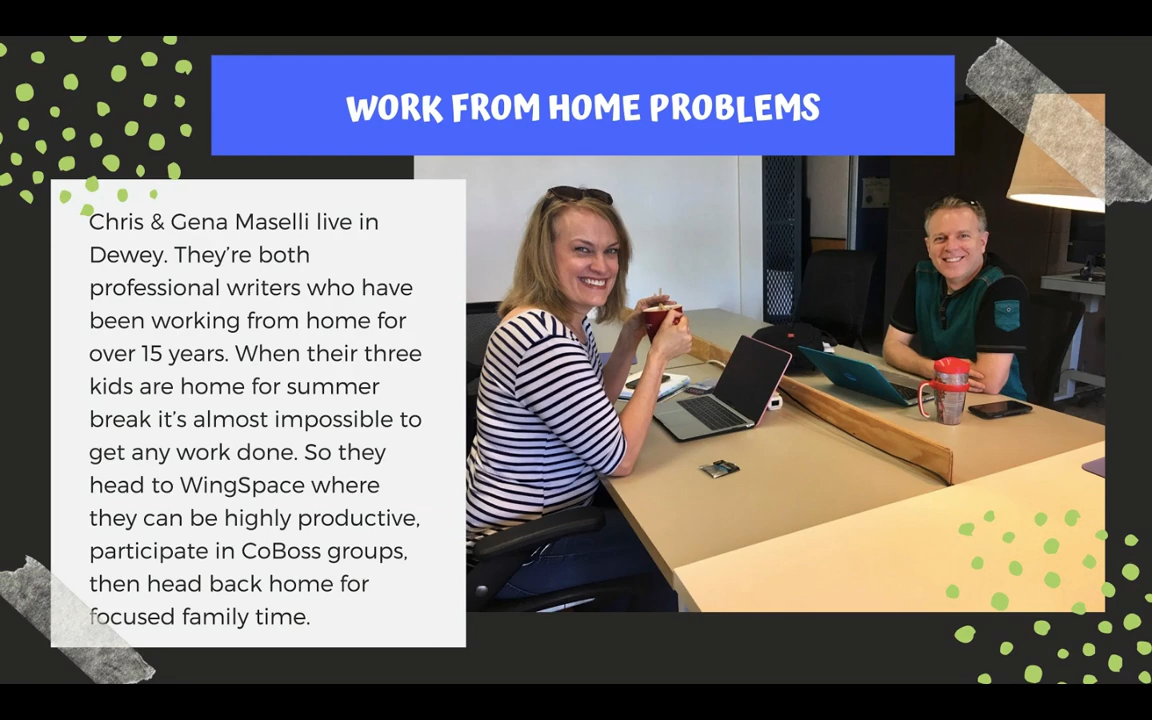 WORK FROM HOME PROBLEMS
Chris & Gena Maselli live in
Dewey. They’re both
professional writers who have
been working from home for
over 15 years. When their three
kids are home for summer
break it’s almost impossible to
get any work done. So they
head to WingSpace where
they can be highly productive,
participate in CoBoss groups,
then head back home for
focused family time.